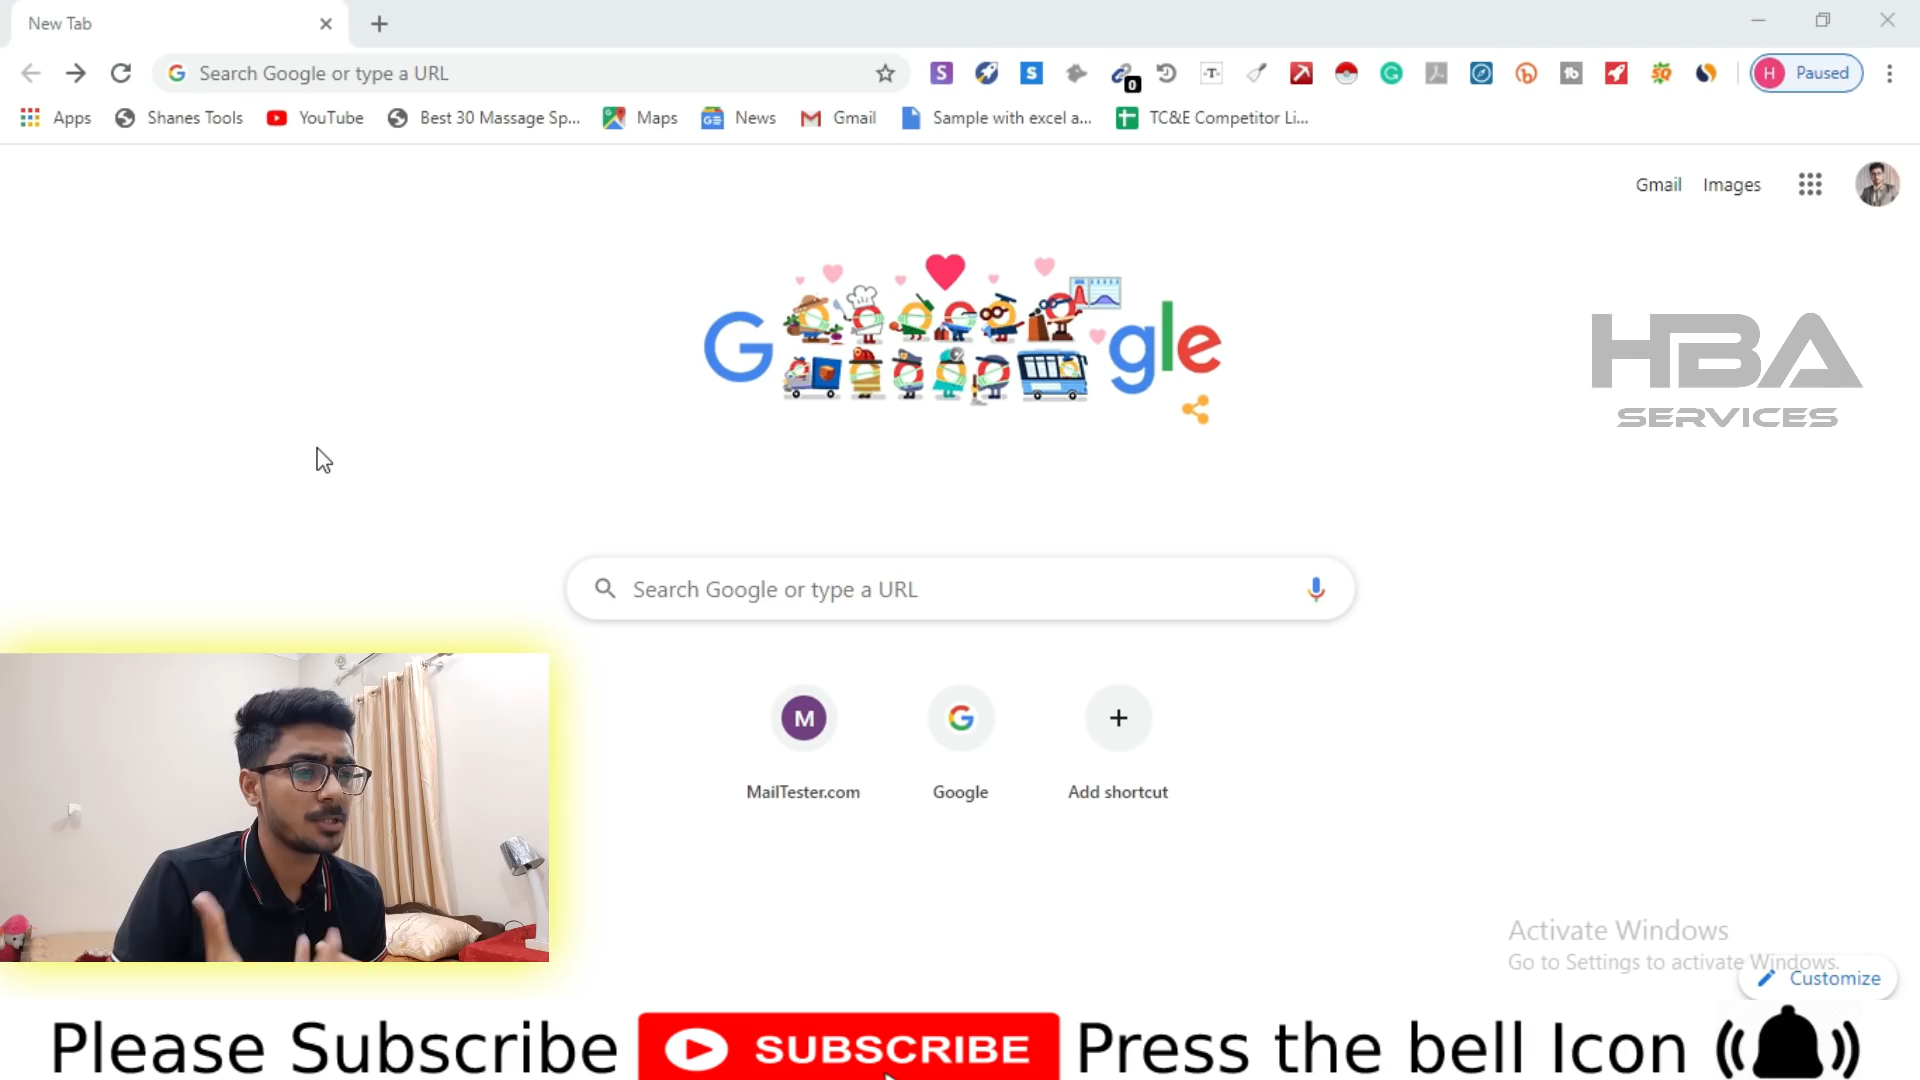 New Tab
Search Google or type a URL
0
H Paused
Apps Shanes Tools YouTube Best 30 Massage Sp... Maps News Gmail Sample with excel a... TC&E Competitor Li...
Gmail Images
Google
HBA
SERVICES
Search Google or type a URL
M
MailTester.com Google Add shortcut
Activate Windows
Go to Settings to activate Windows.
Customize
Please Subscribe SUBSCRIBE Press the bell Icon